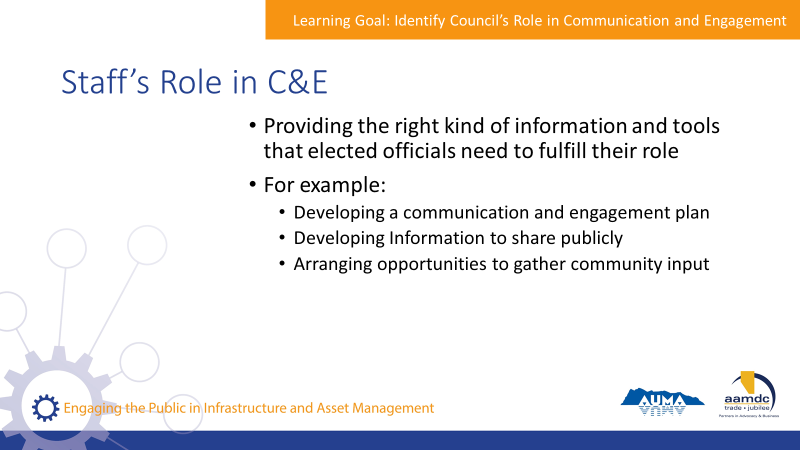 Learning Goal: Identify Council's Role in Communication and Engagement
Staff's Role in C&E
• Providing the right kind of information and tools
that elected officials need to fulfill their role
• For example:
• Developing a communication and engagement plan
• Developing Information to share publicly
• Arranging opportunities to gather community input
Engaging the Public in Infrastructure and Asset Management
AUMA
aamdc
trade • jubilee
Partners in Advocacy & Business